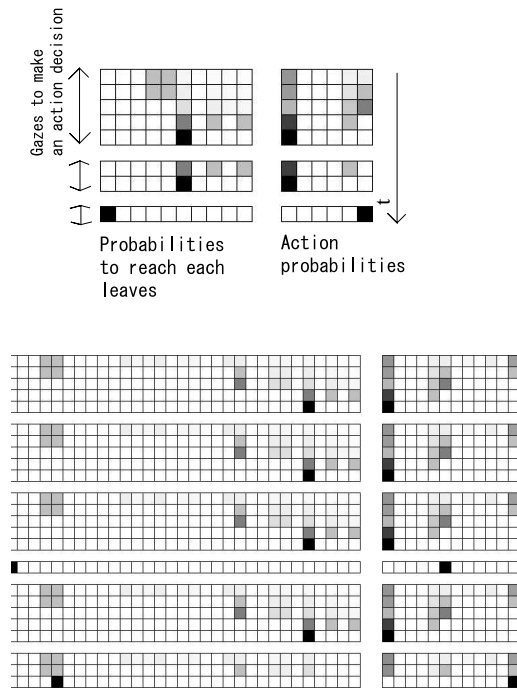 Gazes to make
an action decision
t
Probabilities
to reach each
leaves
Action
probabilities